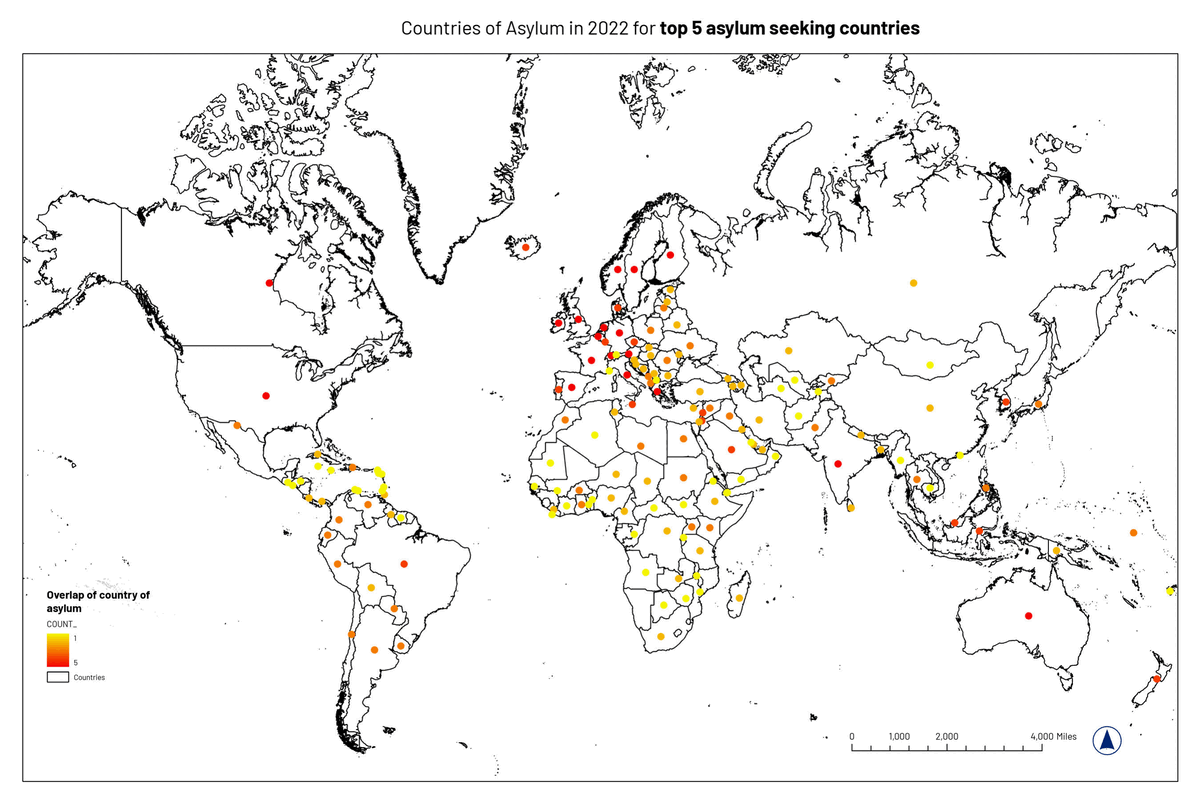 Countries of Asylum in 2022 for top 5 asylum seeking countries
Overlap of country of
asylum
COUNT_
1
5
Countries
0 1,000 2,000 4,000 Miles